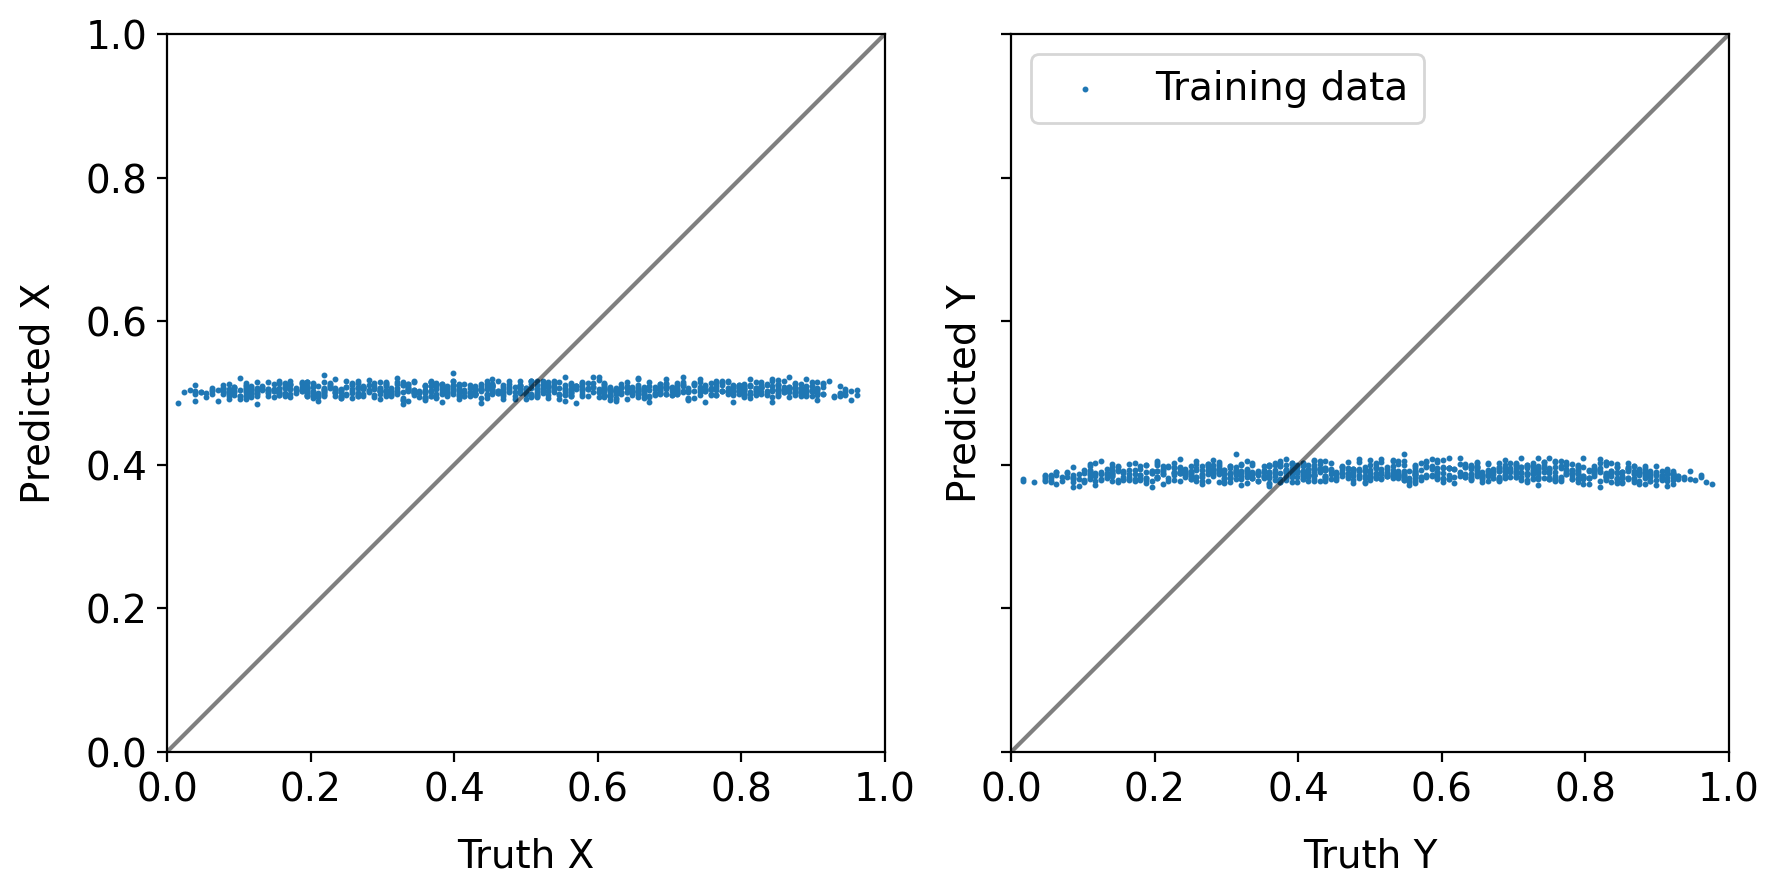 1.0
0.8
0.6
0.4
0.2
0.0
Predicted X
0.0 0.2 0.4 0.6 0.8 1.0
Truth X
Training data
Predicted Y
0.0 0.2 0.4 0.6 0.8 1.0
Truth Y